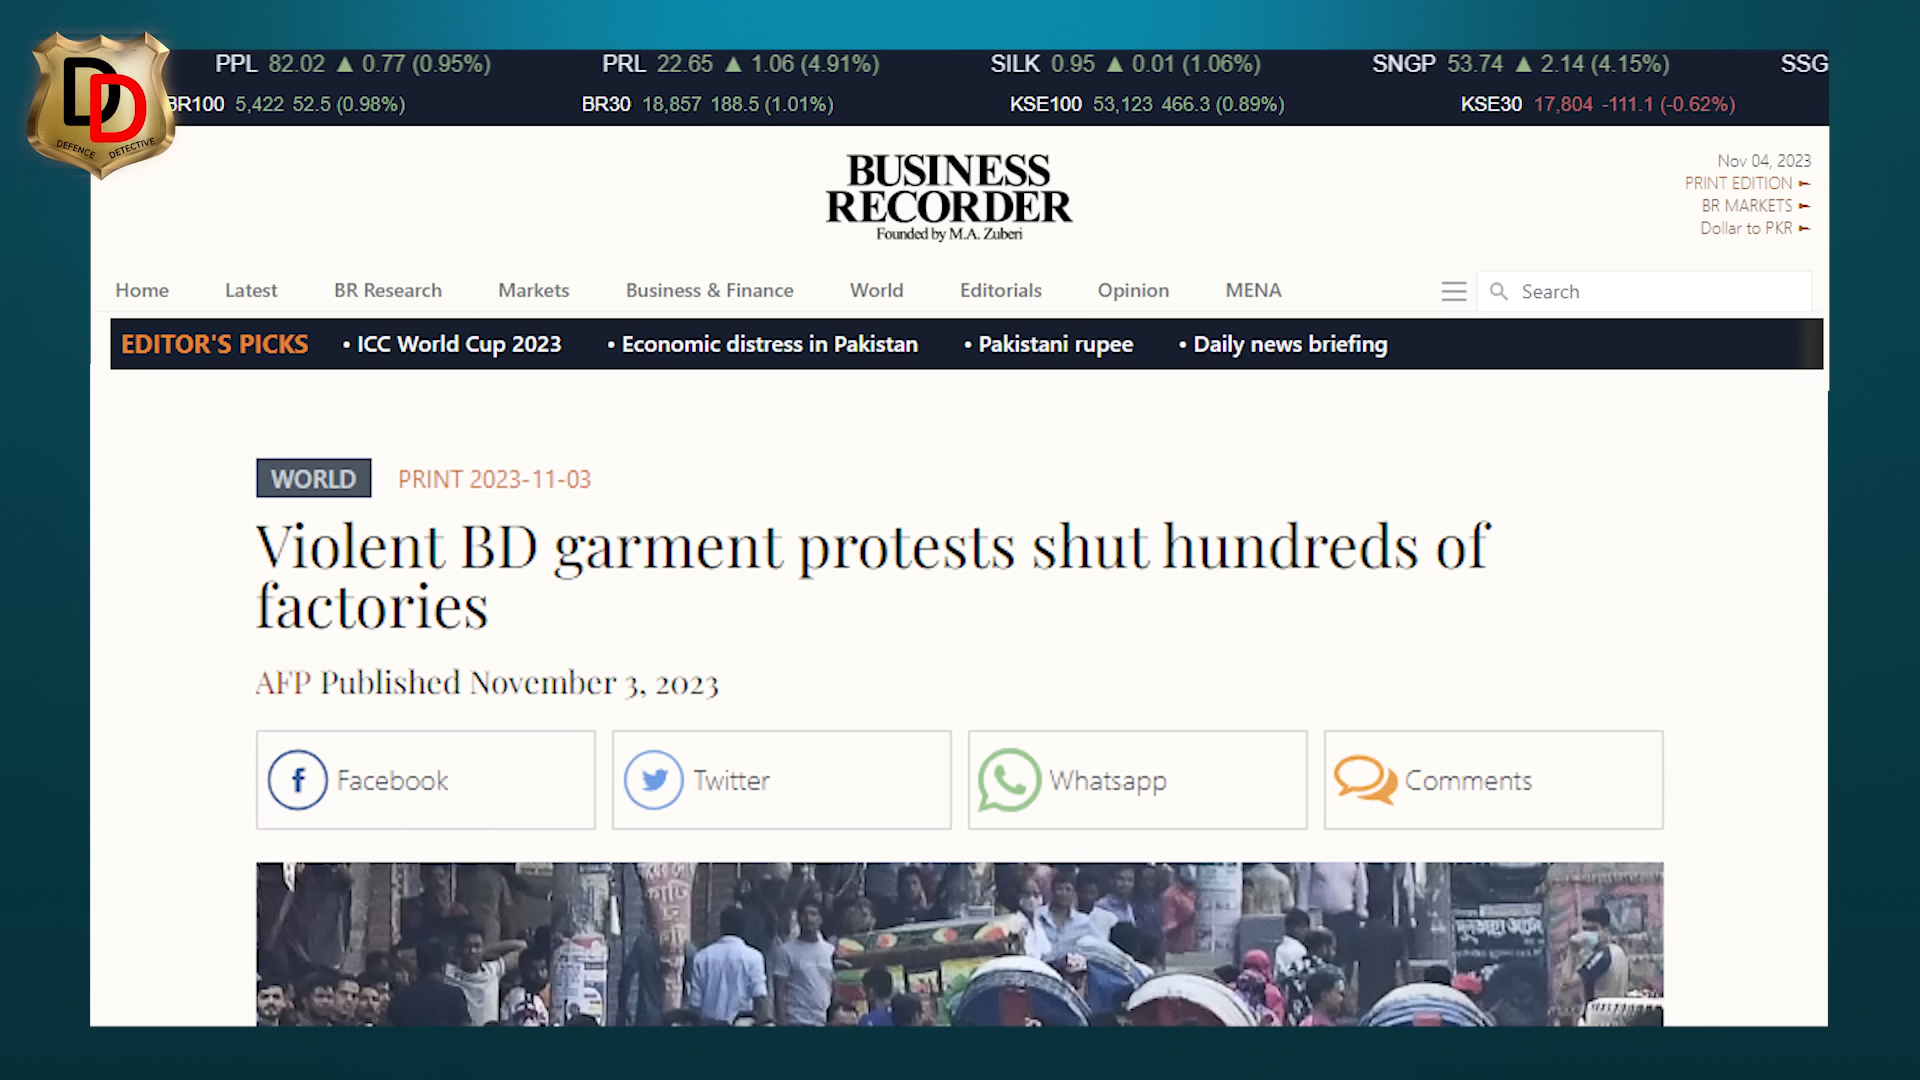 PPL 82.02 ▲ 0.77 (0.95%) PRL 22.65 ▲ 1.06 (4.91%) SILK 0.95 ▲ 0.01 (1.06%) SNGP 53.74 ▲ 2.14 (4.15%) SSG
BR100 5,422 52.5 (0.98%) BR30 18,857 188.5 (1.01%) KSE100 53,123 466.3 (0.89%) KSE30 17,804 -111.1 (-0.62%)
DD
DEFENCE DETECTIVE
BUSINESS
RECORDER
Founded by M.A. Zuberi
Nov 04, 2023
PRINT EDITION
BR MARKETS
Dollar to PKR
Home Latest BR Research Markets Business & Finance World Editorials Opinion MENA Search
EDITOR'S PICKS • ICC World Cup 2023 • Economic distress in Pakistan • Pakistani rupee • Daily news briefing
WORLD PRINT 2023-11-03
Violent BD garment protests shut hundreds of
factories
AFP Published November 3, 2023
Facebook Twitter Whatsapp Comments